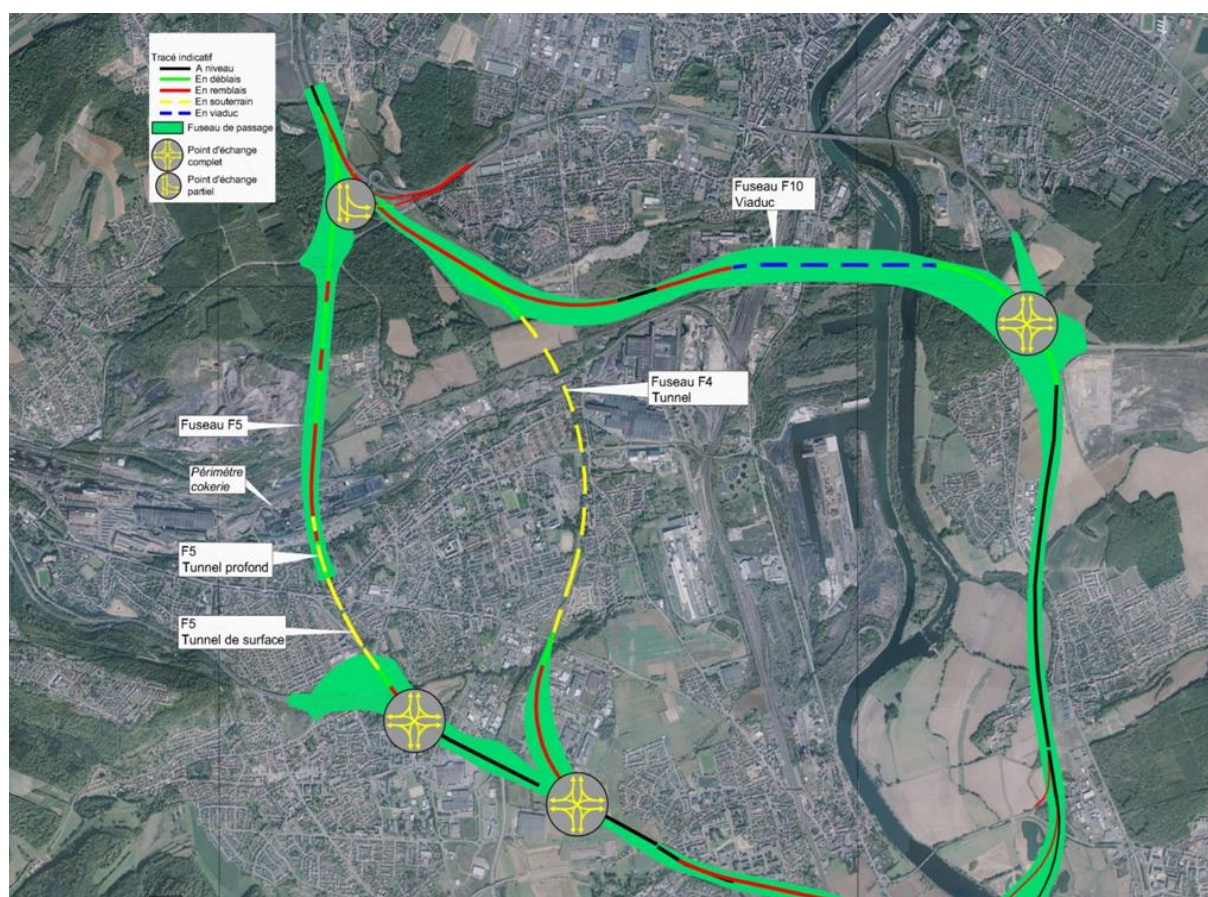 Tracé indicatif
A niveau
En déblais
En remblais
En souterrain
En viaduc
Fuseau de passage
Point d'échange
complet
Point d'échange
partiel
Fuseau F10
Viaduc
Fuseau F4
Tunnel
Fuseau F5
Périmètre
cokerie
F5
Tunnel profond
F5
Tunnel de surface